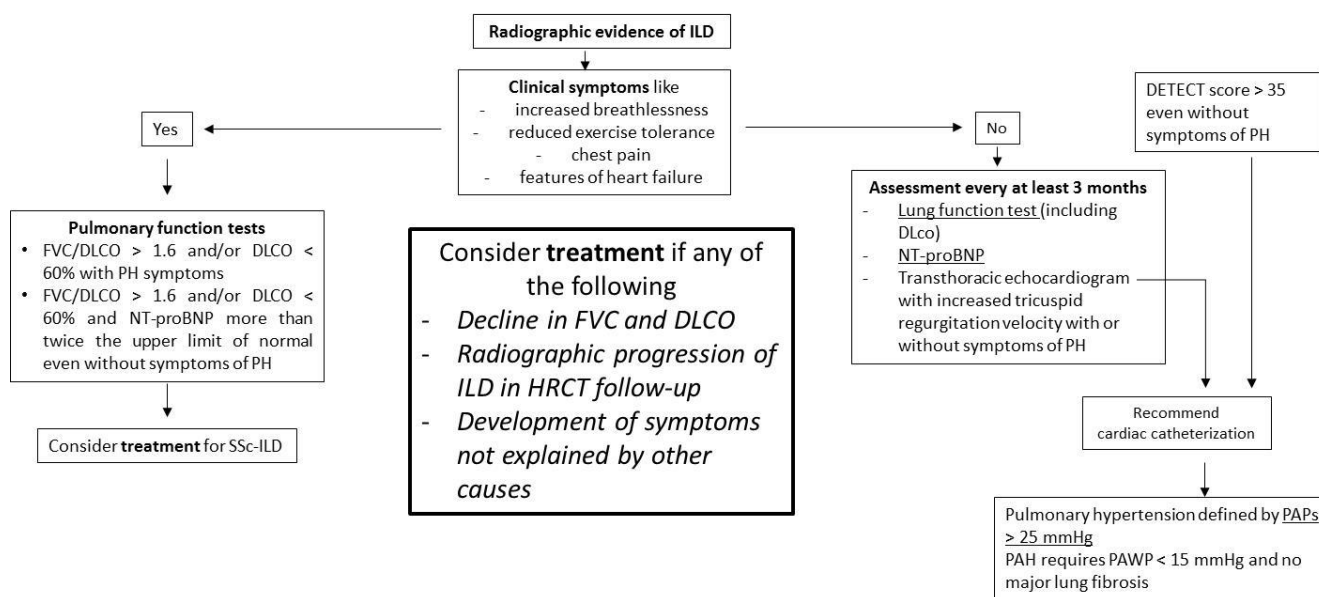 Radiographic evidence of ILD
Clinical symptoms like
- increased breathlessness
- reduced exercise tolerance
- chest pain
- features of heart failure
Yes
No
DETECT score > 35
even without
symptoms of PH
Pulmonary function tests
• FVC/DLCO > 1.6 and/or DLCO <
60% with PH symptoms
• FVC/DLCO > 1.6 and/or DLCO <
60% and NT-proBNP more than
twice the upper limit of normal
even without symptoms of PH
Consider treatment for SSc-ILD
Consider treatment if any of
the following
- Decline in FVC and DLCO
- Radiographic progression of
ILD in HRCT follow-up
- Development of symptoms
not explained by other
causes
Assessment every at least 3 months
- Lung function test (including
DLco)
- NT-proBNP
- Transthoracic echocardiogram
with increased tricuspid
regurgitation velocity with or
without symptoms of PH
Recommend
cardiac catheterization
Pulmonary hypertension defined by PAPs
> 25 mmHg
PAH requires PAWP < 15 mmHg and no
major lung fibrosis